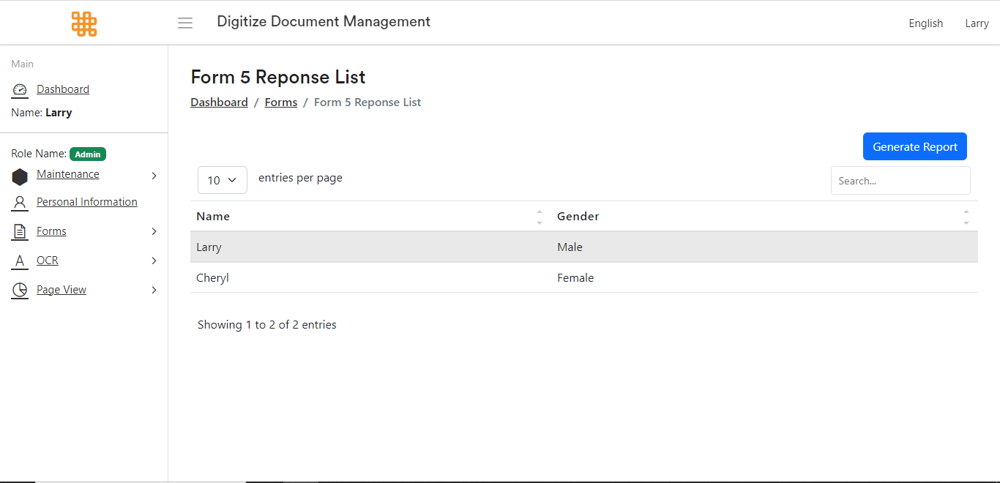 Digitize Document Management
English
Larry
Main
Dashboard
Name: Larry
Role Name: Admin
Maintenance
Personal Information
Forms
OCR
Page View
Form 5 Reponse List
Dashboard / Forms / Form 5 Reponse List
Generate Report
10 entries per page
Search...
Name Gender
Larry Male
Cheryl Female
Showing 1 to 2 of 2 entries